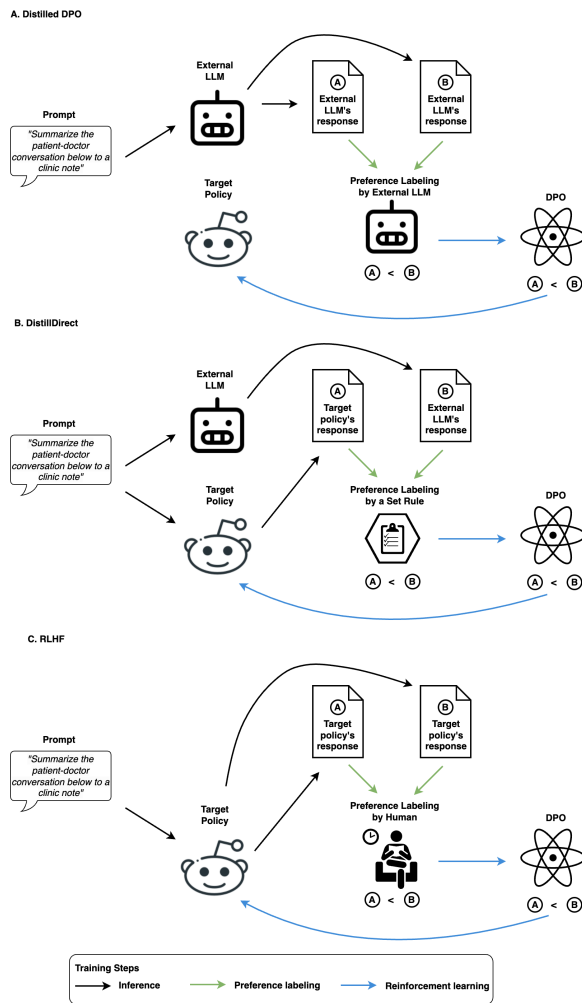 A. Distilled DPO
External
LLM
A
External
LLM's
response
B
External
LLM's
response
Prompt
"Summarize the
patient-doctor
conversation below to a
clinic note"
Target
Policy
Preference Labeling
by External LLM
DPO
A < B
A < B
B. DistillDirect
External
LLM
A
Target
policy's
response
B
External
LLM's
response
Prompt
"Summarize the
patient-doctor
conversation below to a
clinic note"
Target
Policy
Preference Labeling
by a Set Rule
DPO
A < B
A < B
C. RLHF
A
Target
policy's
response
B
Target
policy's
response
Prompt
"Summarize the
patient-doctor
conversation below to a
clinic note"
Target
Policy
Preference Labeling
by Human
DPO
A < B
A < B
Training Steps
Inference
Preference labeling
Reinforcement learning